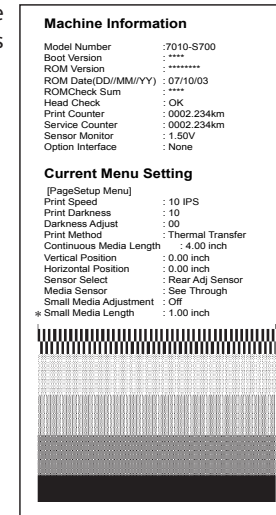 e
s
Machine Information
Model Number :7010-S700
Boot Version : ****
ROM Version : ********
ROM Date(DD//MM//YY) : 07/10/03
ROMCheck Sum : ****
Head Check : OK
Print Counter : 0002.234km
Service Counter : 0002.234km
Sensor Monitor : 1.50V
Option Interface : None
Current Menu Setting
[PageSetup Menu]
Print Speed : 10 IPS
Print Darkness : 10
Darkness Adjust : 00
Print Method : Thermal Transfer
Continuous Media Length : 4.00 inch
Vertical Position : 0.00 inch
Horizontal Position : 0.00 inch
Sensor Select : Rear Adj Sensor
Media Sensor : See Through
Small Media Adjustment : Off
* Small Media Length : 1.00 inch